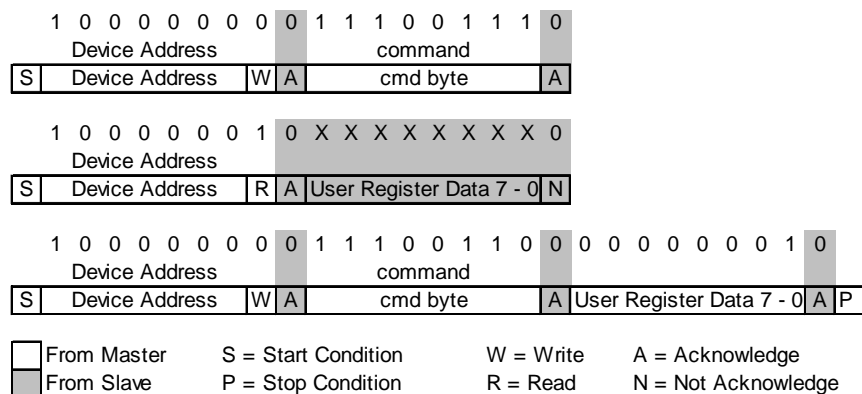 1 0 0 0 0 0 0 0 0 1 1 1 0 0 1 1 1 0
Device Address command
S Device Address W A cmd byte A
1 0 0 0 0 0 0 1 0 X X X X X X X X 0
Device Address
S Device Address R A User Register Data 7 - 0 N
1 0 0 0 0 0 0 0 0 1 1 1 0 0 1 1 0 0 0 0 0 0 0 0 0 1 0
Device Address command
S Device Address W A cmd byte A User Register Data 7 - 0 A P
From Master S = Start Condition W = Write A = Acknowledge
From Slave P = Stop Condition R = Read N = Not Acknowledge